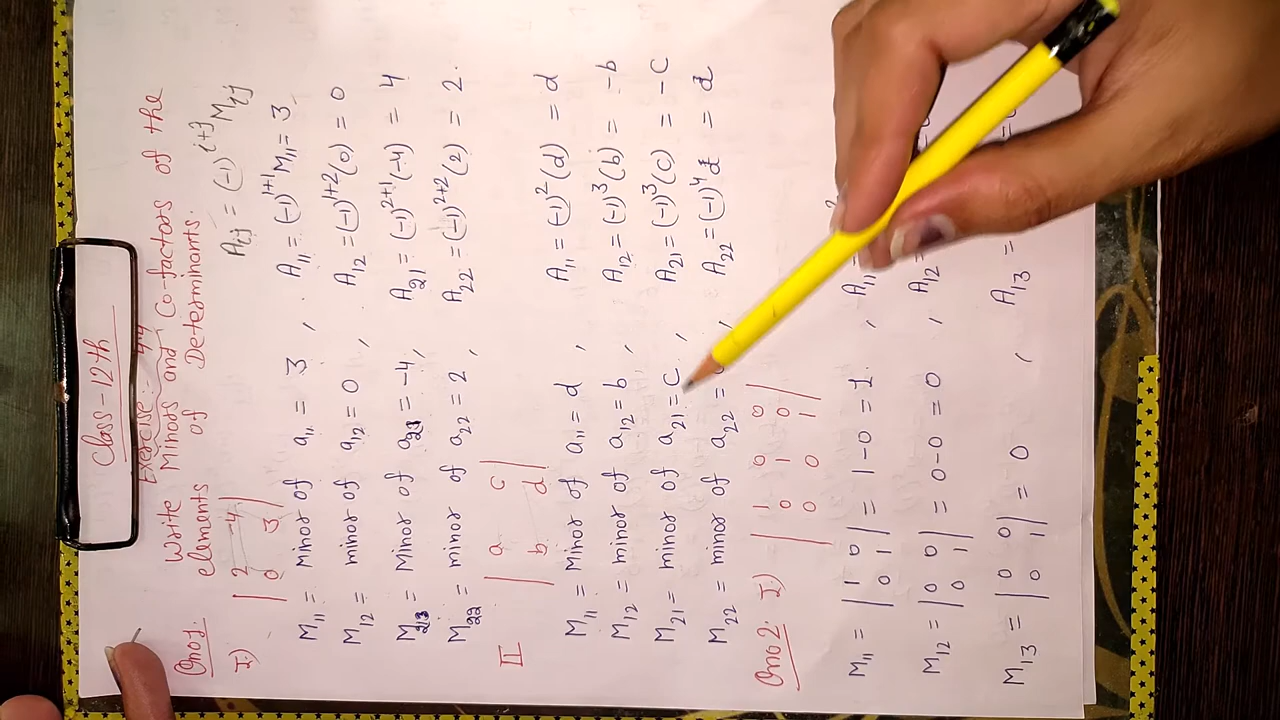 Class-12th
Exercise: 4.4
Qno1. Write Minors and Co-factors of the
elements of Determinants.
I:) | 2 -4 |
| 0 3 |
Aij = (-1)^i+j Mij
M11 = minor of a11 = 3 , A11 = (-1)^1+1 M11 = 3
M12 = minor of a12 = 0 , A12 = (-1)^1+2 (0) = 0
M21 = Minor of a21 = -4, A21 = (-1)^2+1 (-4) = 4
M22 = minor of a22 = 2 , A22 = (-1)^2+2 (2) = 2.
II | a c |
| b d |
M11 = Minor of a11 = d , A11 = (-1)^2 (d) = d
M12 = minor of a12 = b , A12 = (-1)^3 (b) = -b
M21 = minor of a21 = c , A21 = (-1)^3 (c) = -c
M22 = minor of a22 = , A22 = (-1)^4 d = d
Qno2. I:) | 1 0 0 |
| 0 1 0 |
| 0 0 1 |
M11 = | 1 0 | = 1-0 = 1 , A11
| 0 1 |
M12 = | 0 0 | = 0-0 = 0 , A12 =
| 0 1 |
M13 = | 0 0 | = 0 , A13 =
| 0 1 |